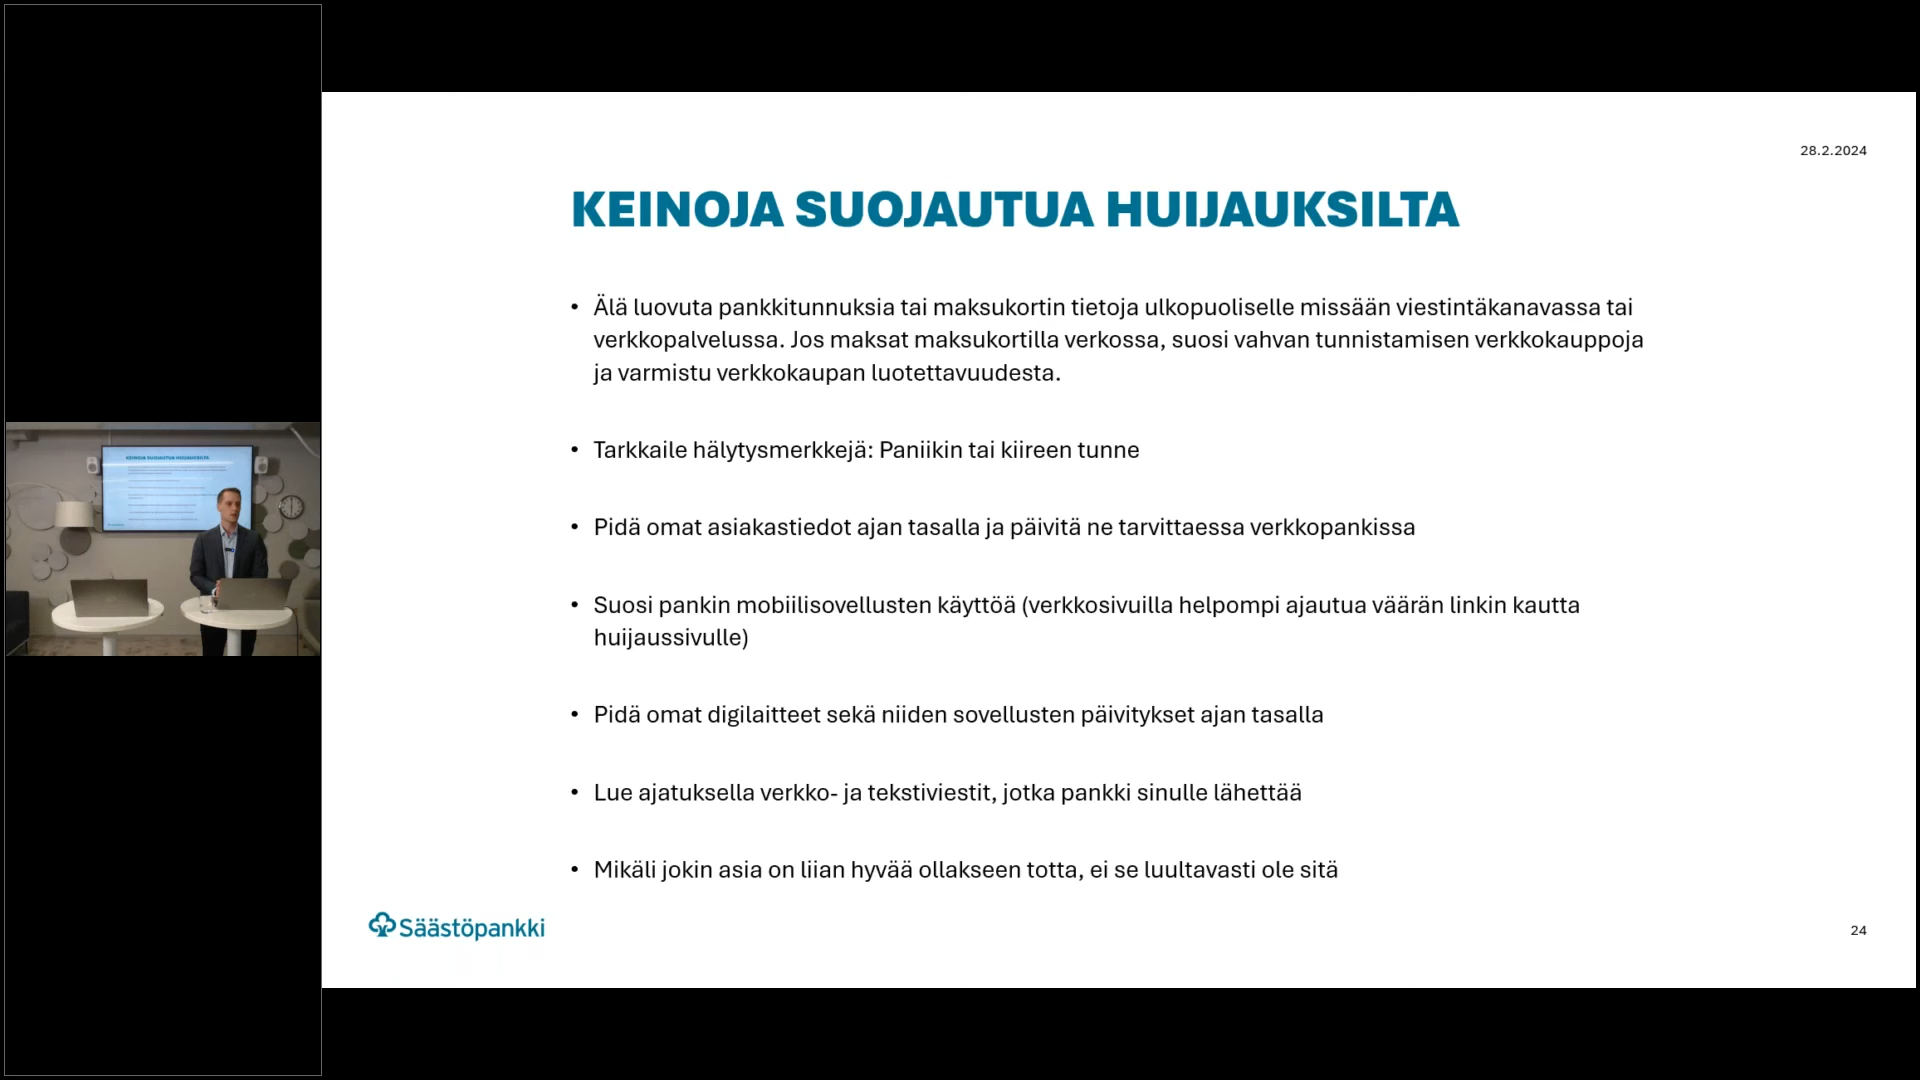 28.2.2024
KEINOJA SUOJAUTUA HUIJAUKSILTA
• Älä luovuta pankkitunnuksia tai maksukortin tietoja ulkopuoliselle missään viestintäkanavassa tai
verkkopalvelussa. Jos maksat maksukortilla verkossa, suosi vahvan tunnistamisen verkkokauppoja
ja varmistu verkkokaupan luotettavuudesta.
• Tarkkaile hälytysmerkkejä: Paniikin tai kiireen tunne
• Pidä omat asiakastiedot ajan tasalla ja päivitä ne tarvittaessa verkkopankissa
• Suosi pankin mobiilisovellusten käyttöä (verkkosivuilla helpompi ajautua väärän linkin kautta
huijaussivulle)
• Pidä omat digilaitteet sekä niiden sovellusten päivitykset ajan tasalla
• Lue ajatuksella verkko- ja tekstiviestit, jotka pankki sinulle lähettää
• Mikäli jokin asia on liian hyvää ollakseen totta, ei se luultavasti ole sitä
Säästöpankki
24
KEINOJA SUOJAUTUA HUIJAUKSILTA